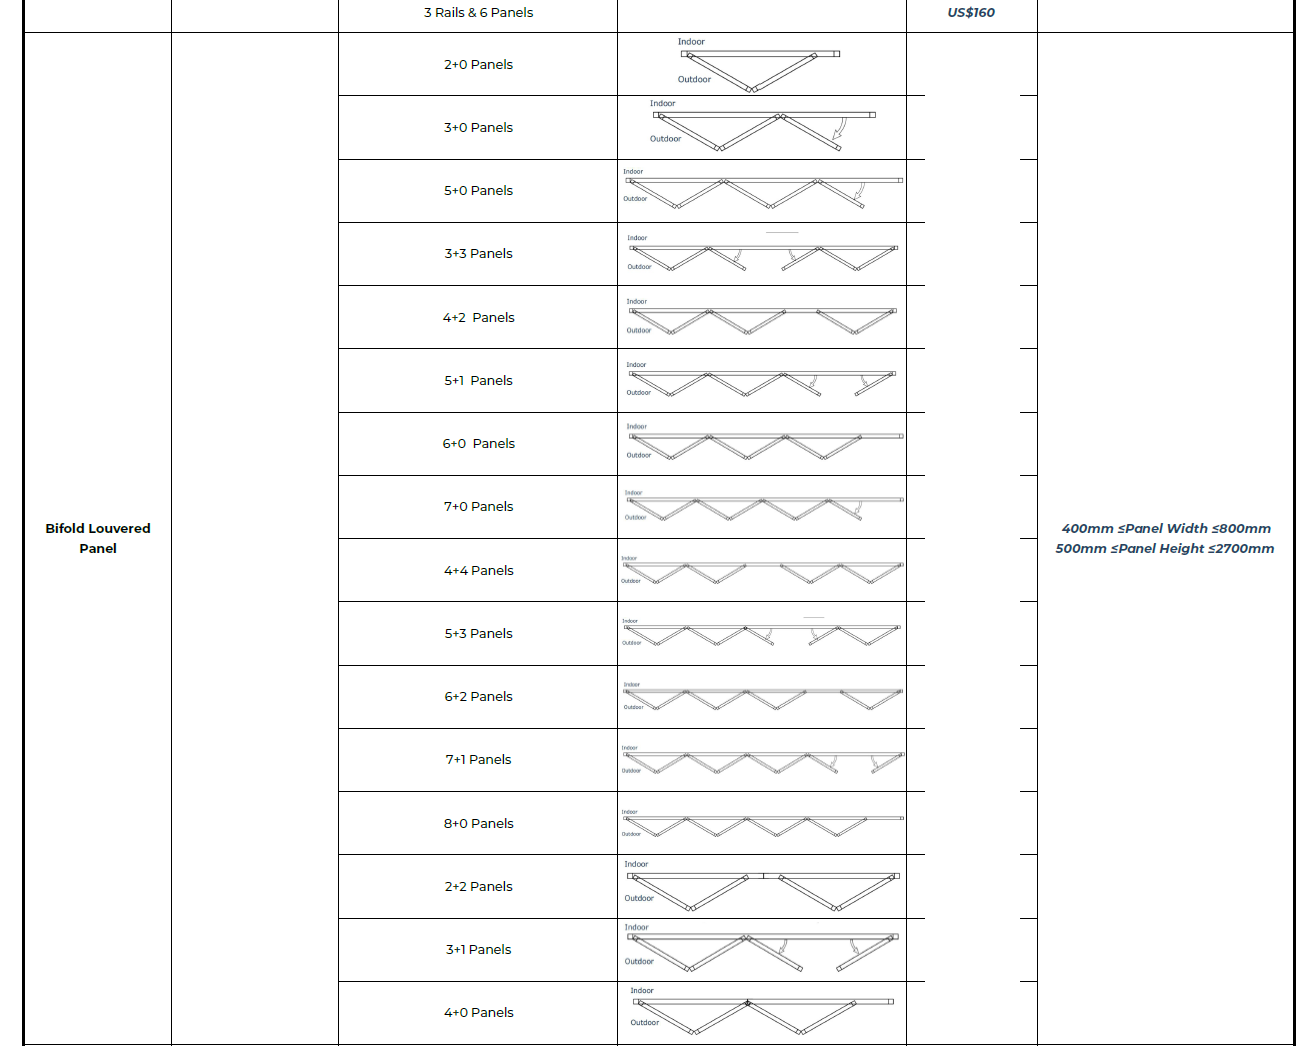 3 Rails & 6 Panels
US$160
Bifold Louvered
Panel
2+0 Panels
Indoor
Outdoor
3+0 Panels
Indoor
Outdoor
5+0 Panels
Indoor
Outdoor
3+3 Panels
Indoor
Outdoor
4+2  Panels
Indoor
Outdoor
5+1  Panels
Indoor
Outdoor
6+0  Panels
Indoor
Outdoor
7+0 Panels
Indoor
Outdoor
4+4 Panels
Indoor
Outdoor
5+3 Panels
Indoor
Outdoor
6+2 Panels
Indoor
Outdoor
7+1 Panels
Indoor
Outdoor
8+0 Panels
Indoor
Outdoor
2+2 Panels
Indoor
Outdoor
3+1 Panels
Indoor
Outdoor
4+0 Panels
Indoor
Outdoor
400mm ≤Panel Width ≤800mm
500mm ≤Panel Height ≤2700mm